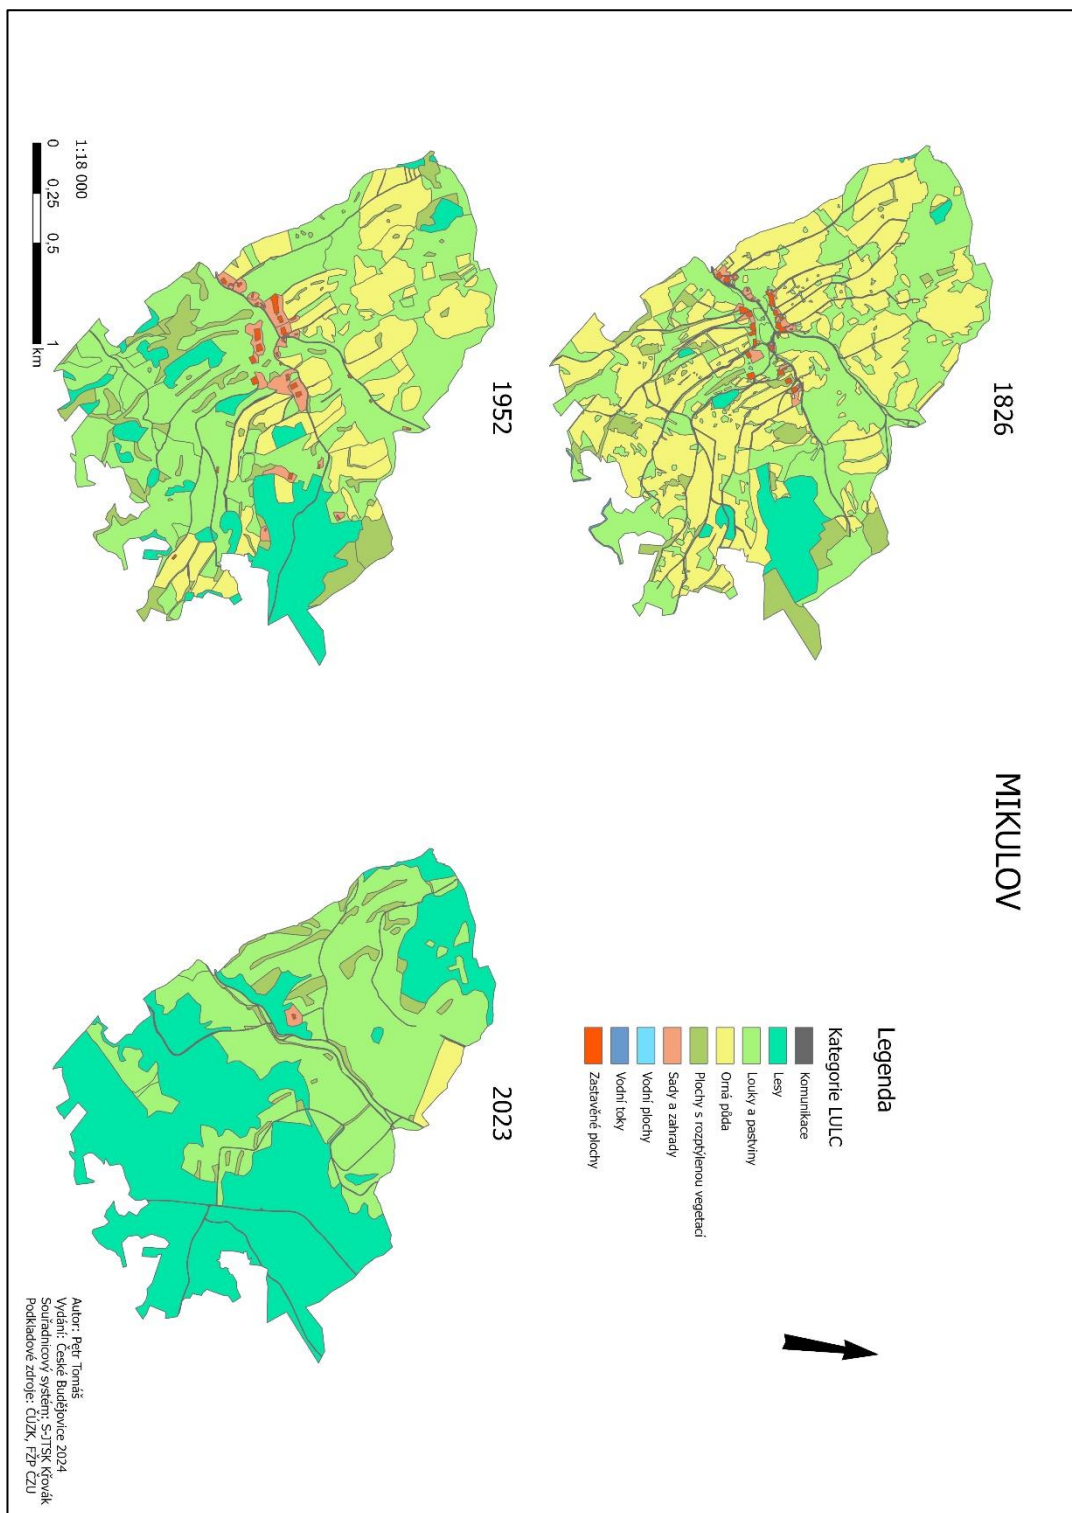 MIKULOV
1826
1952
2023
Legenda
Kategorie LULC
Komunikace
Lesy
Louky a pastviny
Orná půda
Plochy s rozptýlenou vegetací
Sady a zahrady
Vodní plochy
Vodní toky
Zastavěné plochy
1:18 000
0 0,25 0,5 1 km
Autor: Petr Tomáš
Vydání: České Budějovice 2024
Souřadnicový systém: S-JTSK Křovák
Podkladové zdroje: ČÚZK, FŽP ČZU